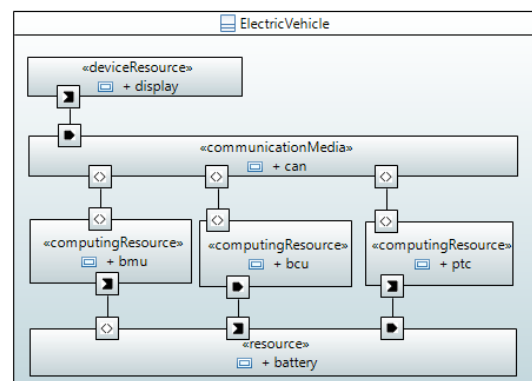 ElectricVehicle
«deviceResource»
+ display
«communicationMedia»
+ can
«computingResource»
+ bmu
«computingResource»
+ bcu
«computingResource»
+ ptc
«resource»
+ battery